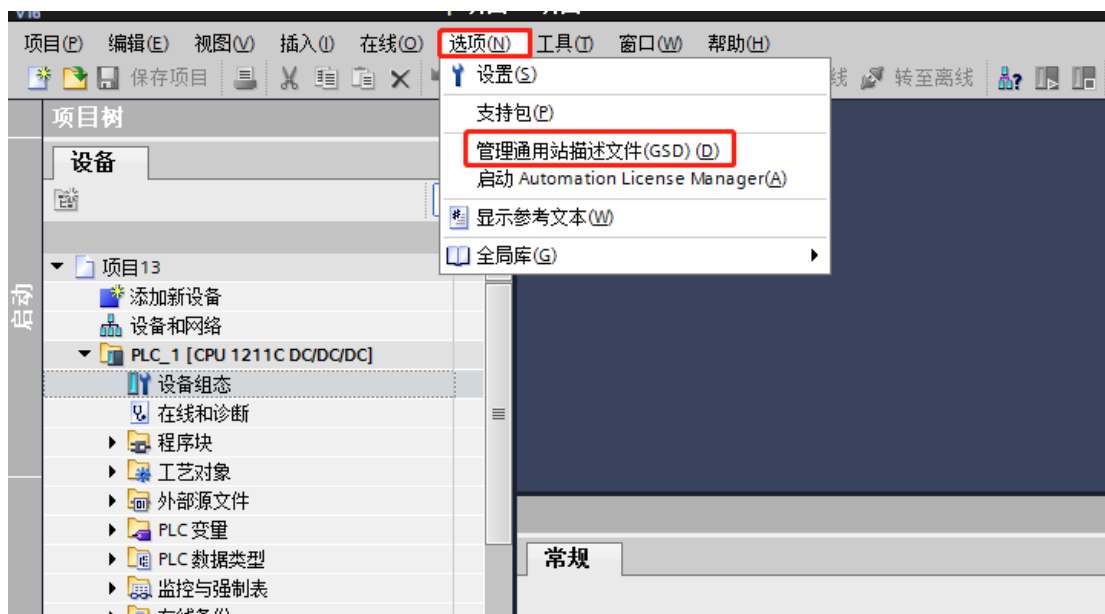 V16
项目(P) 编辑(E) 视图(V) 插入(I) 在线(O) 选项(N) 工具(T) 窗口(W) 帮助(H)
保存项目 线 转至离线
设置(S)
支持包(P)
管理通用站描述文件(GSD) (D)
启动 Automation License Manager(A)
显示参考文本(W)
全局库(G)
项目树
设备
启动
项目13
添加新设备
设备和网络
PLC_1 [CPU 1211C DC/DC/DC]
设备组态
在线和诊断
程序块
工艺对象
外部源文件
PLC 变量
PLC 数据类型
监控与强制表
在线备份
常规